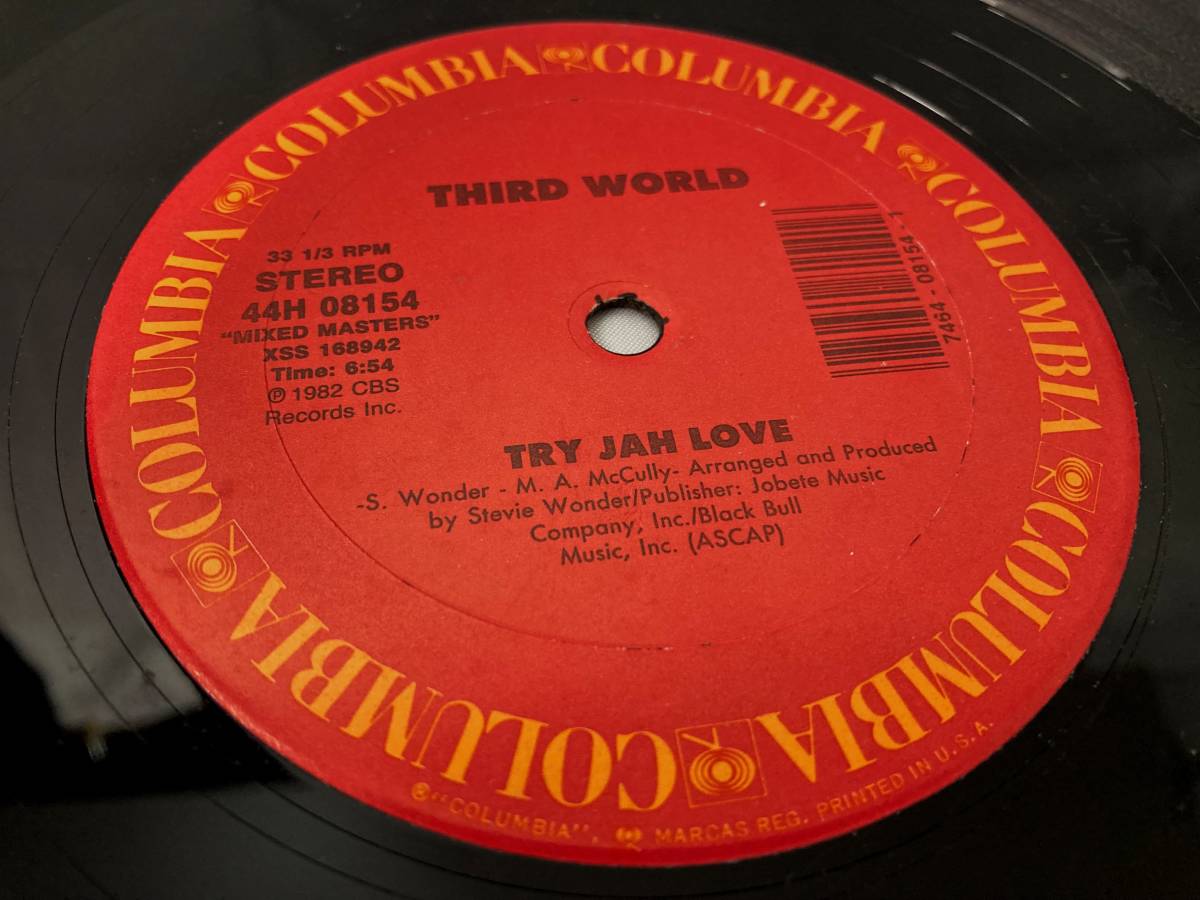 COLUMBIA COLUMBIA COLUMBIA COLUMBIA COLUMBIA COLUMBIA
THIRD WORLD
33 1/3 RPM
STEREO
44H 08154
"MIXED MASTERS"
XSS 168942
Time: 6:54
℗ 1982 CBS
Records Inc.
7464 - 08154 - 1
TRY JAH LOVE
-S. Wonder - M. A. McCully- Arranged and Produced
by Stevie Wonder/Publisher: Jobete Music
Company, Inc./Black Bull
Music, Inc. (ASCAP)
®"COLUMBIA", MARCAS REG. PRINTED IN U.S.A.